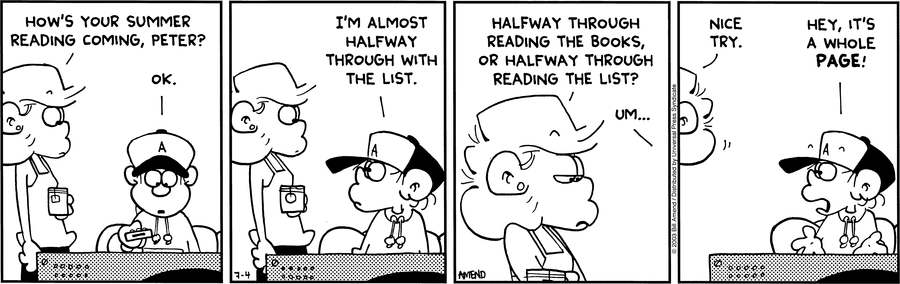 HOW'S YOUR SUMMER
READING COMING, PETER?
OK.
A
I'M ALMOST
HALFWAY
THROUGH WITH
THE LIST.
A
7-4
HALFWAY THROUGH
READING THE BOOKS,
OR HALFWAY THROUGH
READING THE LIST?
UM...
AMEND
© 2003 Bill Amend / Distributed by Universal Press Syndicate
NICE
TRY.
HEY, IT'S
A WHOLE
PAGE!
A